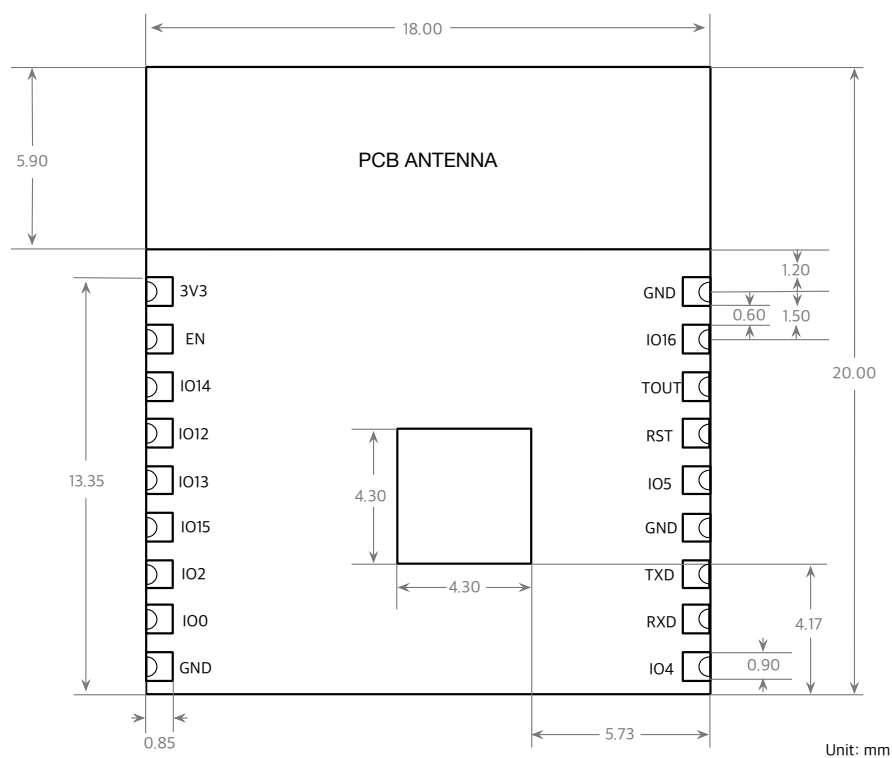 18.00
5.90
PCB ANTENNA
1.20
3V3
GND
0.60
1.50
EN
IO16
20.00
IO14
TOUT
IO12
RST
13.35
IO13
4.30
IO5
IO15
GND
IO2
4.30
TXD
IO0
RXD
4.17
GND
IO4
0.90
0.85
5.73
Unit: mm